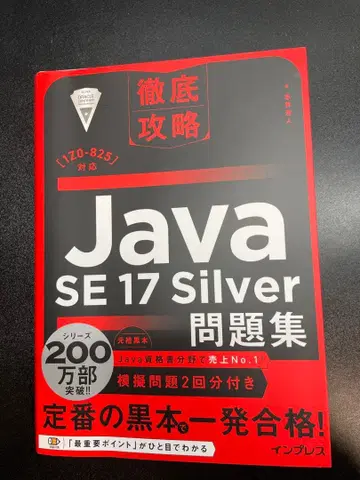 徹底
攻略
[1Z0-825]
対応
Java
SE 17 Silver
問題集
シリーズ
200
万部
突破!!
元祖黒本
Java資格書分野で売上No.1
模擬問題2回分付き
定番の黒本で一発合格!
「最重要ポイント」がひと目でわかる
インプレス